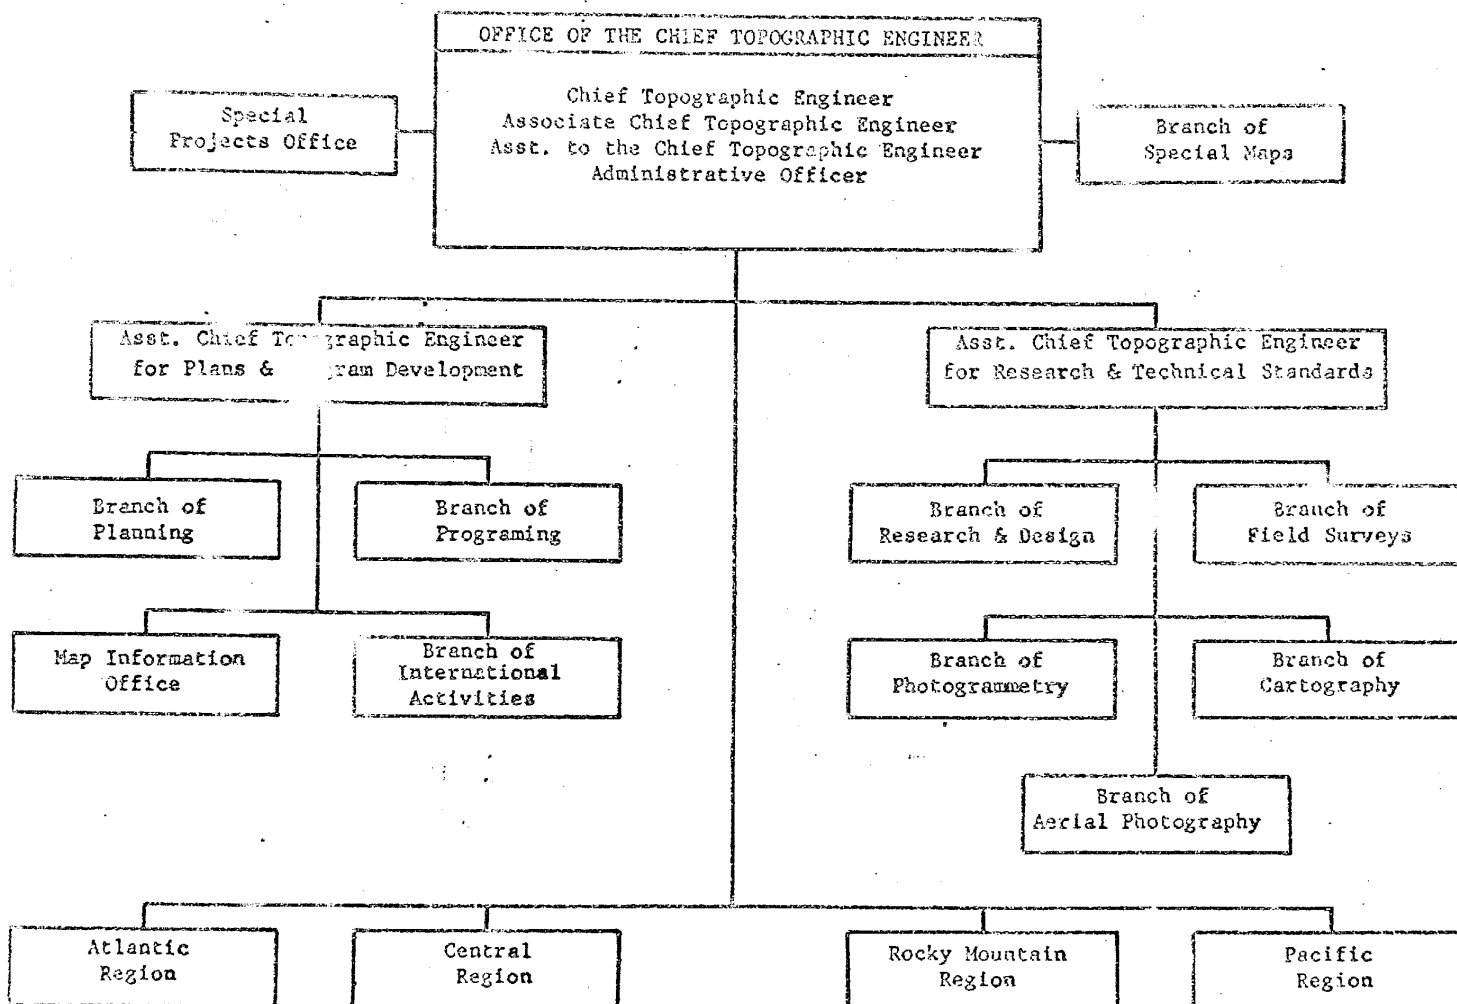 OFFICE OF THE CHIEF TOPOGRAPHIC ENGINEER
Chief Topographic Engineer
Associate Chief Topographic Engineer
Asst. to the Chief Topographic Engineer
Administrative Officer
Special
Projects Office
Branch of
Special Maps
Asst. Chief Topographic Engineer
for Plans & gram Development
Asst. Chief Topographic Engineer
for Research & Technical Standards
Branch of
Planning
Branch of
Programing
Branch of
Research & Design
Branch of
Field Surveys
Map Information
Office
Branch of
International
Activities
Branch of
Photogrammetry
Branch of
Cartography
Branch of
Aerial Photography
Atlantic
Region
Central
Region
Rocky Mountain
Region
Pacific
Region